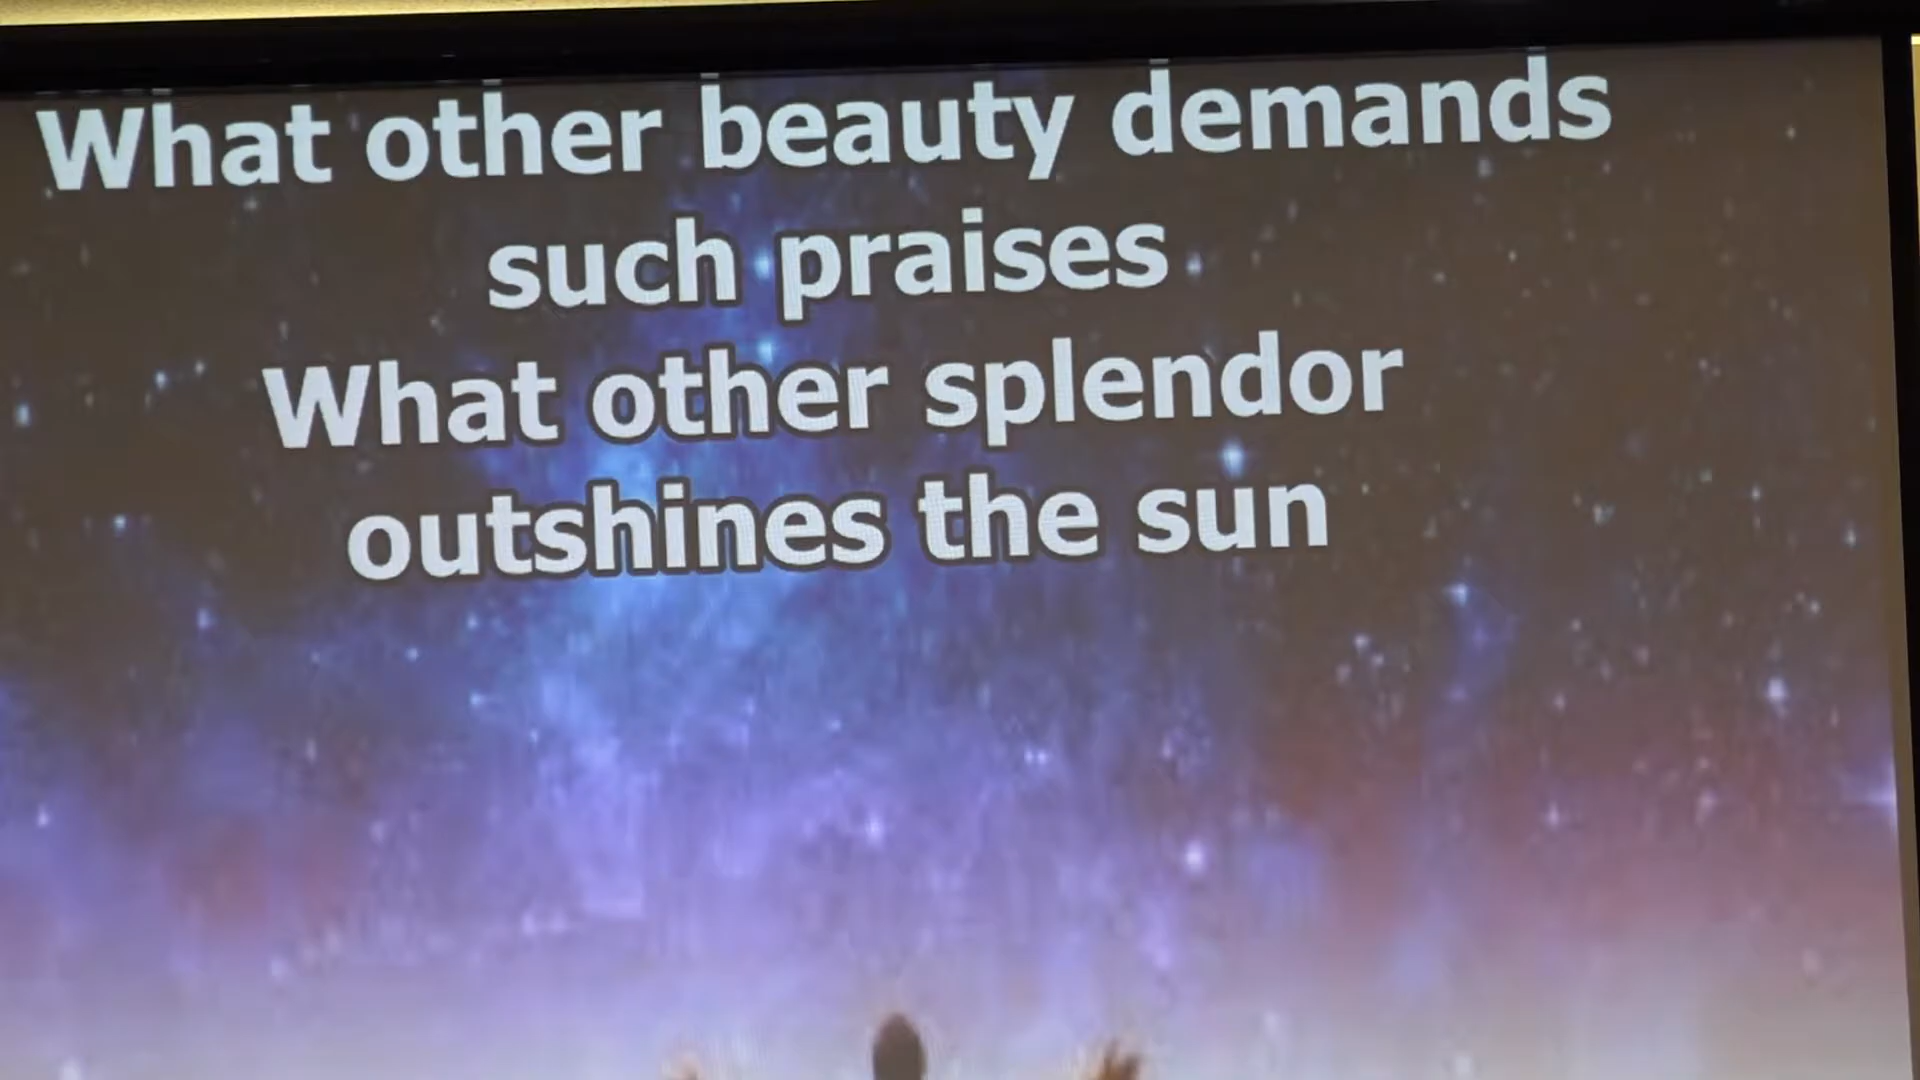 What other beauty demands
such praises
What other splendor
outshines the sun